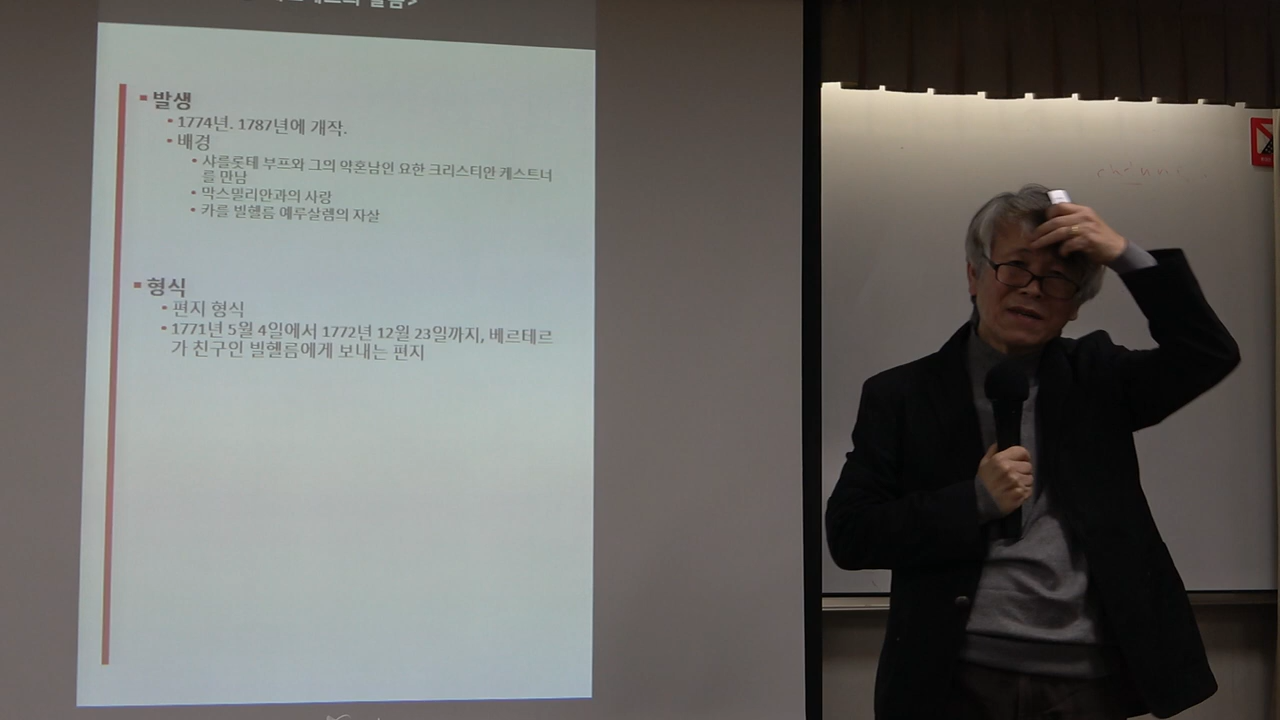 ▪ 발생
• 1774년. 1787년에 개작.
• 배경
• 샤를롯테 부프와 그의 약혼남인 요한 크리스티안 케스트너
를 만남
• 막스밀리안과의 사랑
• 카를 빌헬름 예루살렘의 자살
▪ 형식
• 편지 형식
• 1771년 5월 4일에서 1772년 12월 23일까지, 베르테르
가 친구인 빌헬름에게 보내는 편지